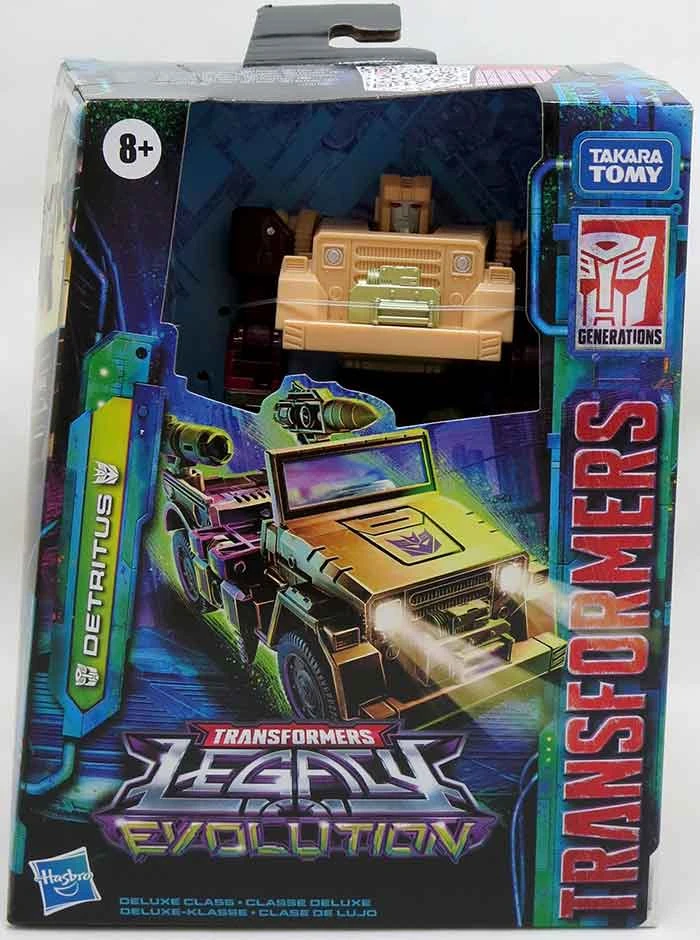 8+
TAKARA
TOMY
GENERATIONS
TRANSFORMERS
DETRITUS
TRANSFORMERS
LEGACY
EVOLUTION
Hasbro
DELUXE CLASS • CLASSE DELUXE
DELUXE-KLASSE • CLASE DE LUJO